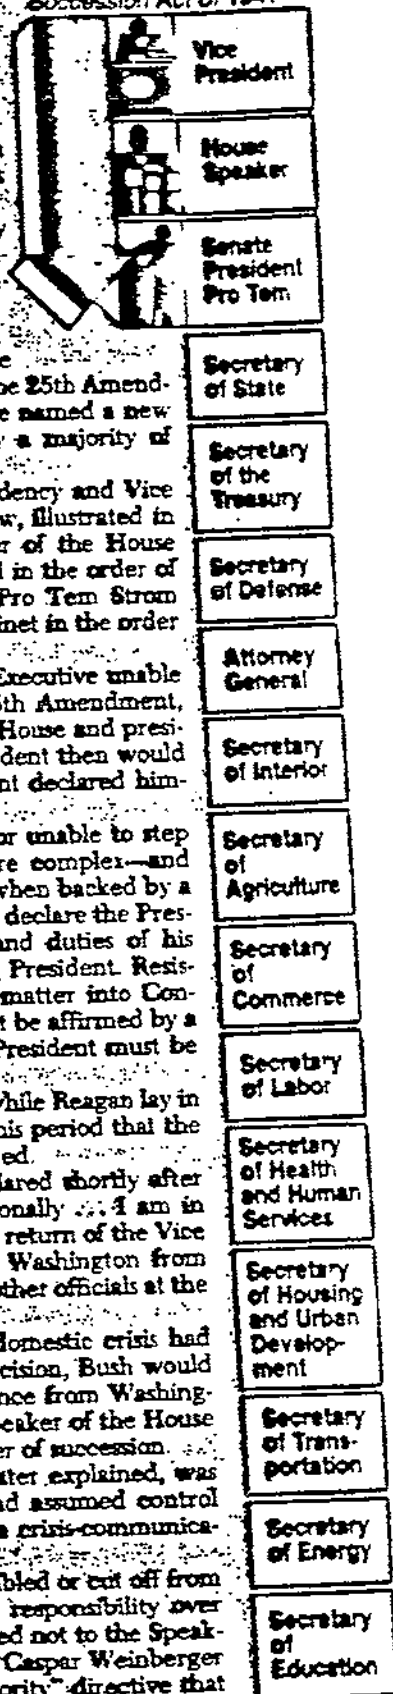 Succession Act of 194
Vice
President
House
Speaker
Senate
President
Pro Tem
Secretary
of State
Secretary
of the
Treasury
Secretary
of Defense
Attorney
General
Secretary
of Interior
Secretary
of
Agriculture
Secretary
of
Commerce
Secretary
of Labor
Secretary
of Health
and Human
Services
Secretary
of Housing
and Urban
Develop-
ment
Secretary
of Trans-
portation
Secretary
of Energy
Secretary
of
Education
e
he 25th Amend-
e named a new
a majority of
dency and Vice
w, illustrated in
r of the House
d in the order of
Pro Tem Strom
inet in the order
Executive unable
5th Amendment,
House and presi-
dent then would
nt declared him-
or unable to step
re complex—and
when backed by a
declare the Pres-
and duties of his
President. Resis-
matter into Con-
t be affirmed by a
President must be
while Reagan lay in
his period that the
ed.
lared shortly after
onally ... I am in
return of the Vice
Washington from
other officials at the
domestic crisis had
cision, Bush would
nce from Washing-
eaker of the House
er of succession.
ater explained, was
nd assumed control
a crisis-communica-
bled or cut off from
responsibility over
ed not to the Speak-
Caspar Weinberger
ority" directive that